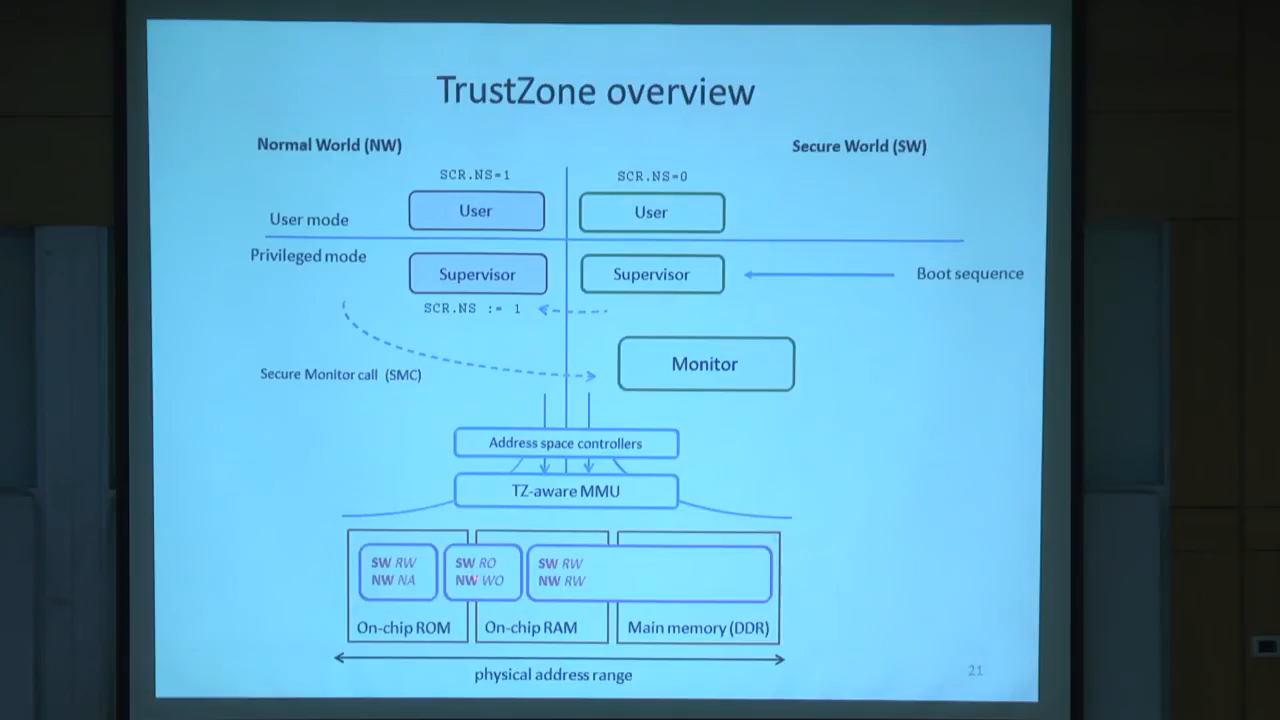 TrustZone overview
Normal World (NW)
Secure World (SW)
SCR.NS=1
SCR.NS=0
User
User
User mode
Privileged mode
Supervisor
Supervisor
Boot sequence
SCR.NS := 1
Monitor
Secure Monitor call (SMC)
Address space controllers
TZ-aware MMU
SW RW
NW NA
SW RO
NW WO
SW RW
NW RW
On-chip ROM
On-chip RAM
Main memory (DDR)
physical address range
21